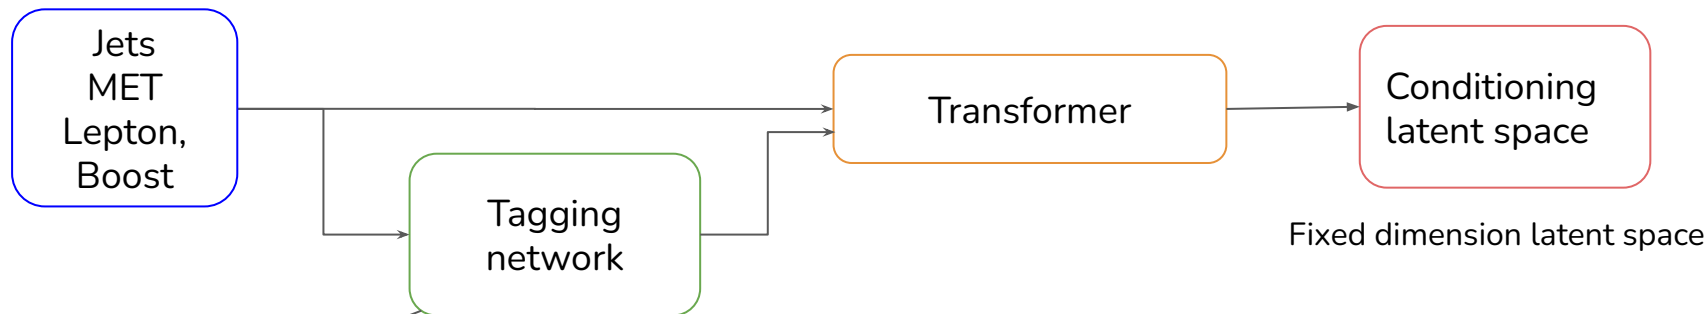 Jets
MET
Lepton,
Boost
Tagging
network
Transformer
Conditioning
latent space
Fixed dimension latent space